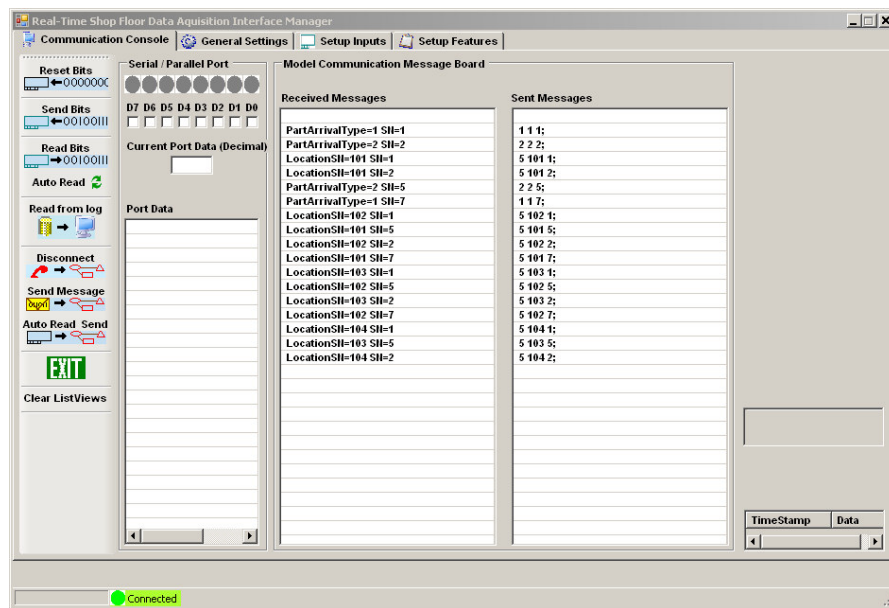 Real-Time Shop Floor Data Aquisition Interface Manager
Communication Console
General Settings
Setup Inputs
Setup Features
Reset Bits
000000(
Send Bits
00100III
Read Bits
00100III
Auto Read
Read from log
Disconnect
Send Message
Auto Read Send
EXIT
Clear ListViews
Serial / Parallel Port
D7 D6 D5 D4 D3 D2 D1 D0
Current Port Data (Decimal)
Port Data
Model Communication Message Board
Received Messages
PartArrivalType=1 SN=1
PartArrivalType=2 SN=2
LocationSN=101 SN=1
LocationSN=101 SN=2
PartArrivalType=2 SN=5
PartArrivalType=1 SN=7
LocationSN=102 SN=1
LocationSN=101 SN=5
LocationSN=102 SN=2
LocationSN=101 SN=7
LocationSN=103 SN=1
LocationSN=102 SN=5
LocationSN=103 SN=2
LocationSN=102 SN=7
LocationSN=104 SN=1
LocationSN=103 SN=5
LocationSN=104 SN=2
Sent Messages
1 1 1;
2 2 2;
5 101 1;
5 101 2;
2 2 5;
1 1 7;
5 102 1;
5 101 5;
5 102 2;
5 101 7;
5 103 1;
5 102 5;
5 103 2;
5 102 7;
5 104 1;
5 103 5;
5 104 2;
TimeStamp
Data
Connected